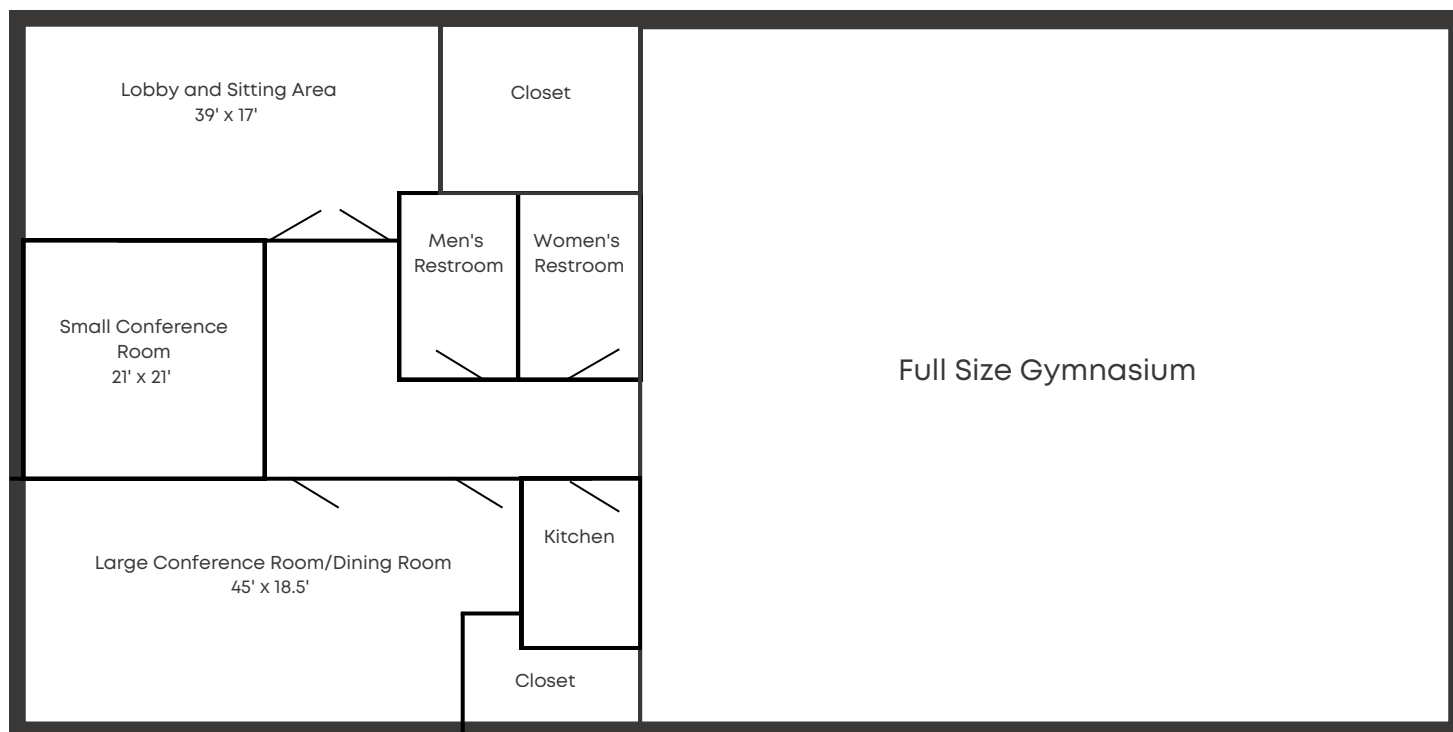 Lobby and Sitting Area
39' x 17'
Closet
Men's
Restroom
Women's
Restroom
Small Conference
Room
21' x 21'
Full Size Gymnasium
Kitchen
Large Conference Room/Dining Room
45' x 18.5'
Closet